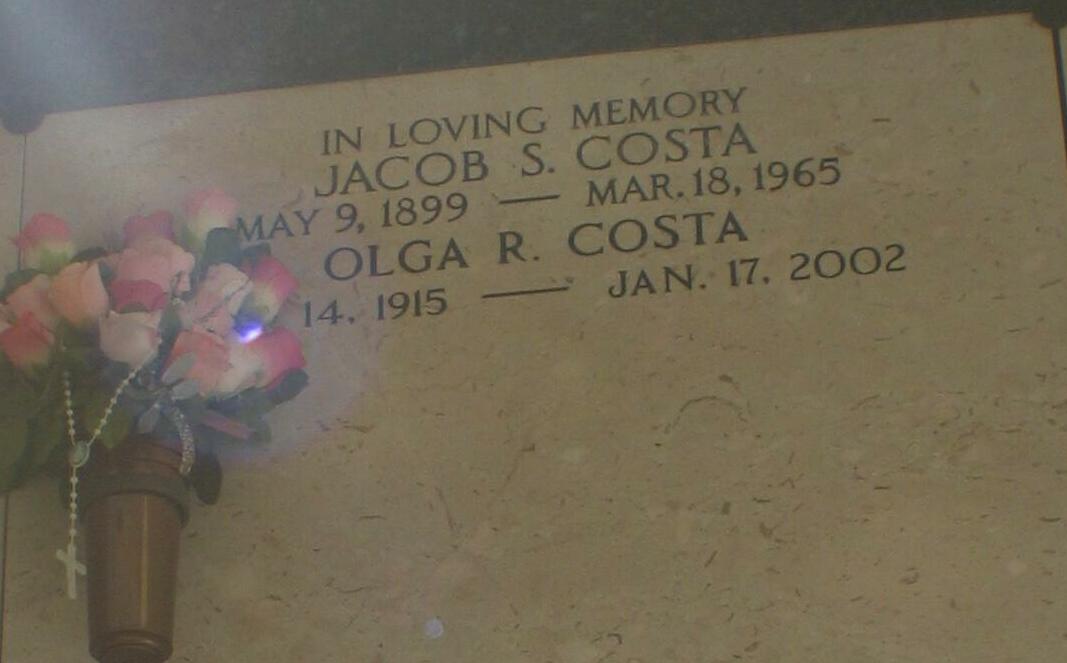 IN LOVING MEMORY
JACOB S. COSTA
MAY 9, 1899 — MAR. 18, 1965
OLGA R. COSTA
14, 1915 — JAN. 17, 2002